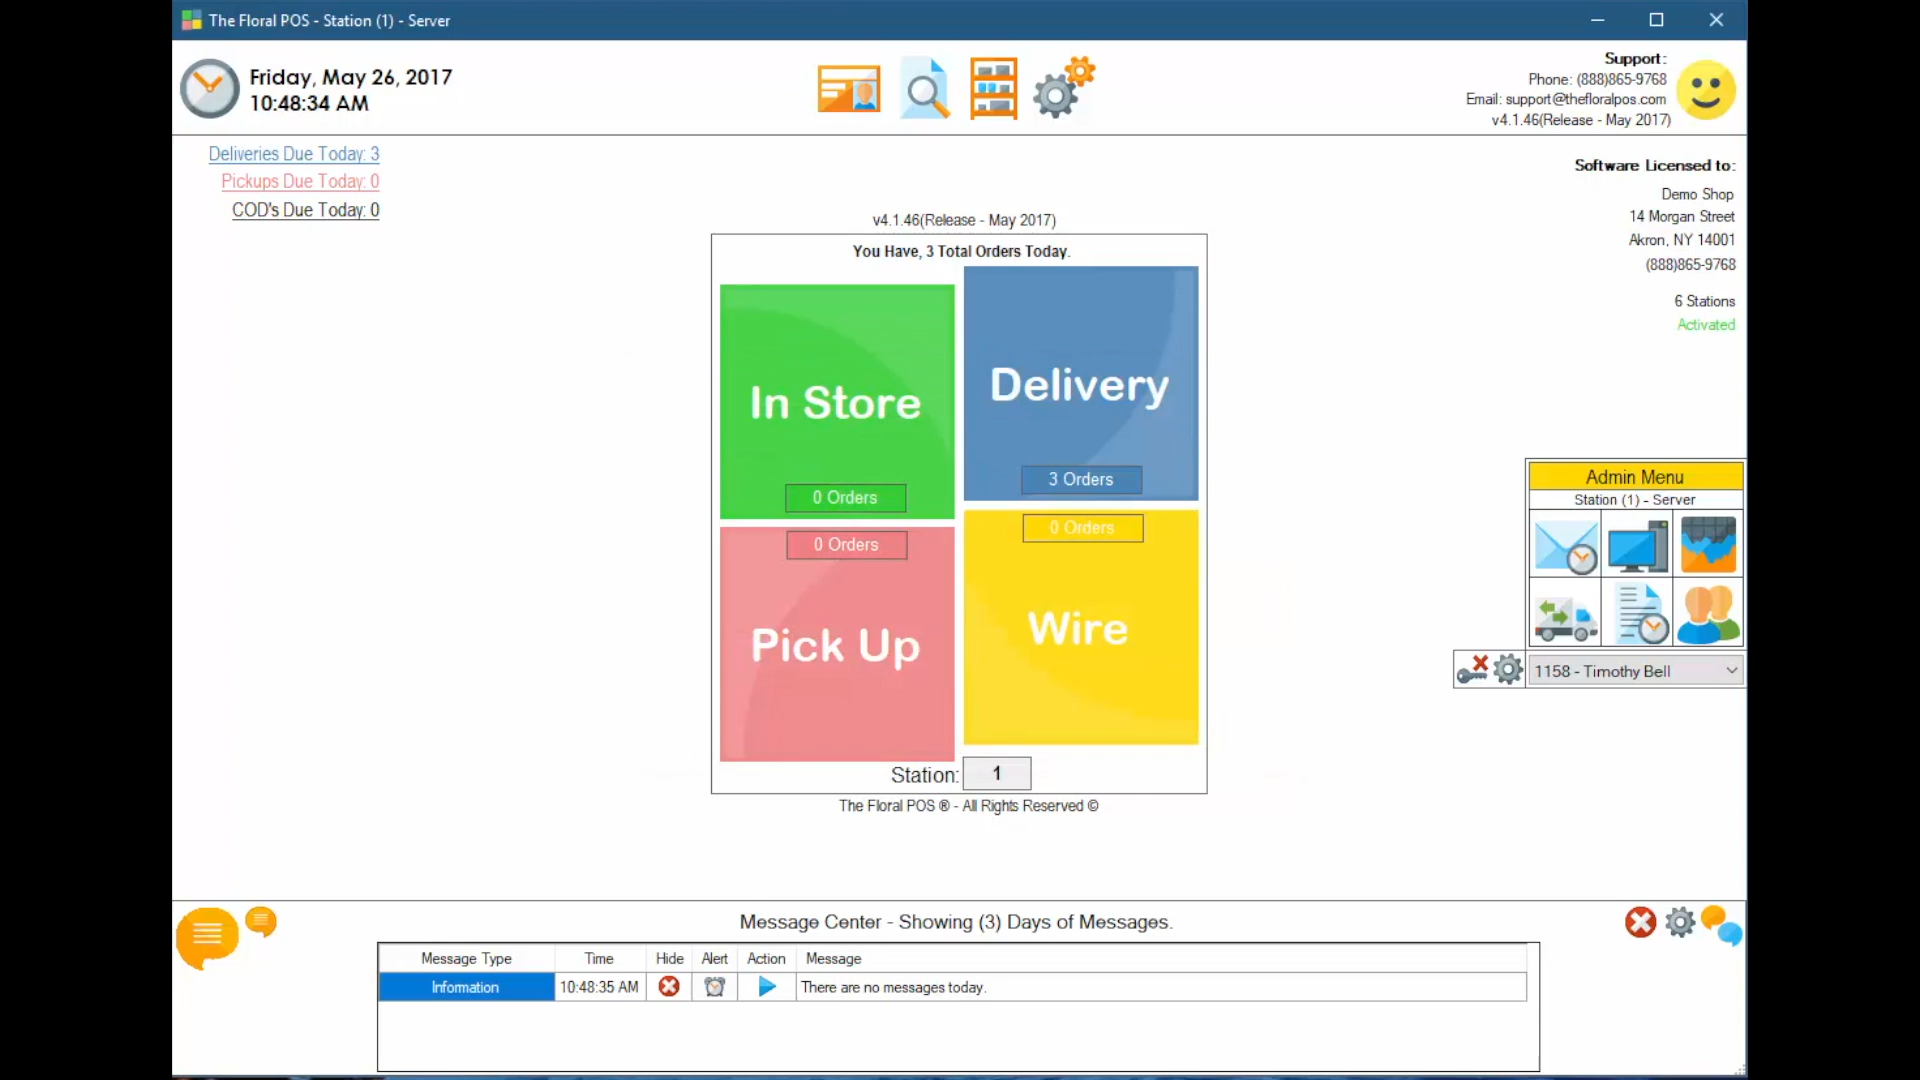 The Floral POS - Station (1) - Server
Friday, May 26, 2017
10:48:34 AM
Support:
Phone: (888)865-9768
Email: support@thefloralpos.com
v4.1.46(Release - May 2017)
Deliveries Due Today: 3
Pickups Due Today: 0
COD's Due Today: 0
Software Licensed to:
Demo Shop
14 Morgan Street
Akron, NY 14001
(888)865-9768
6 Stations
Activated
v4.1.46(Release - May 2017)
You Have, 3 Total Orders Today.
In Store
0 Orders
Delivery
3 Orders
0 Orders
Pick Up
0 Orders
Wire
Station: 1
The Floral POS ® - All Rights Reserved ©
Admin Menu
Station (1) - Server
1158 - Timothy Bell
Message Center - Showing (3) Days of Messages.
Message Type Time Hide Alert Action Message
Information 10:48:35 AM There are no messages today.